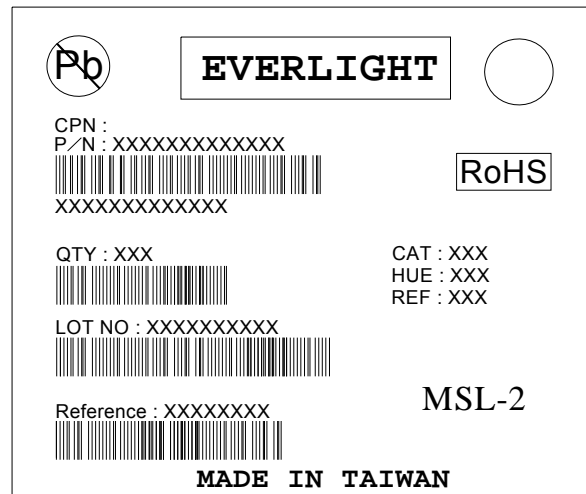 Pb
EVERLIGHT
CPN :
P/N : XXXXXXXXXXXXX
RoHS
XXXXXXXXXXXXX
QTY : XXX
CAT : XXX
HUE : XXX
REF : XXX
LOT NO : XXXXXXXXXX
MSL-2
Reference : XXXXXXXX
MADE IN TAIWAN